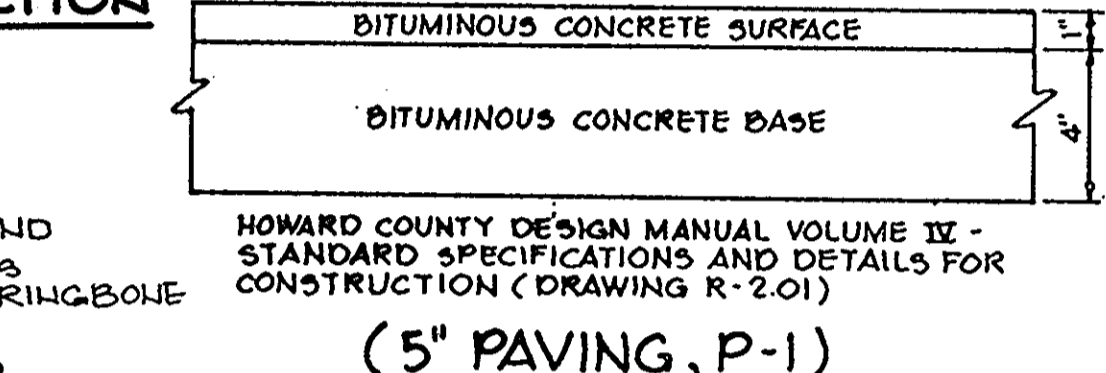 BITUMINOUS CONCRETE SURFACE
1"
BITUMINOUS CONCRETE BASE
4"
HOWARD COUNTY DESIGN MANUAL VOLUME IV -
STANDARD SPECIFICATIONS AND DETAILS FOR
CONSTRUCTION (DRAWING R-2.01)
(5" PAVING, P-1)